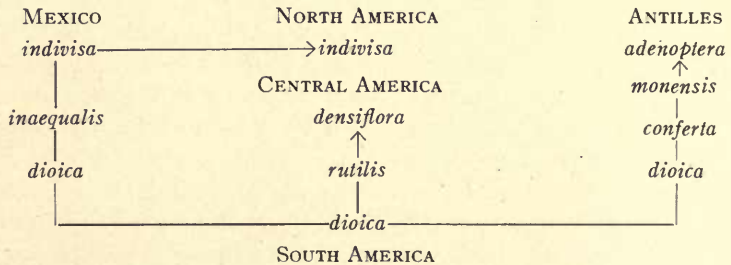 MEXICO NORTH AMERICA ANTILLES
indivisa indivisa adenoptera
CENTRAL AMERICA monensis
inaequalis densiflora conferta
dioica rutilis dioica
dioica
SOUTH AMERICA